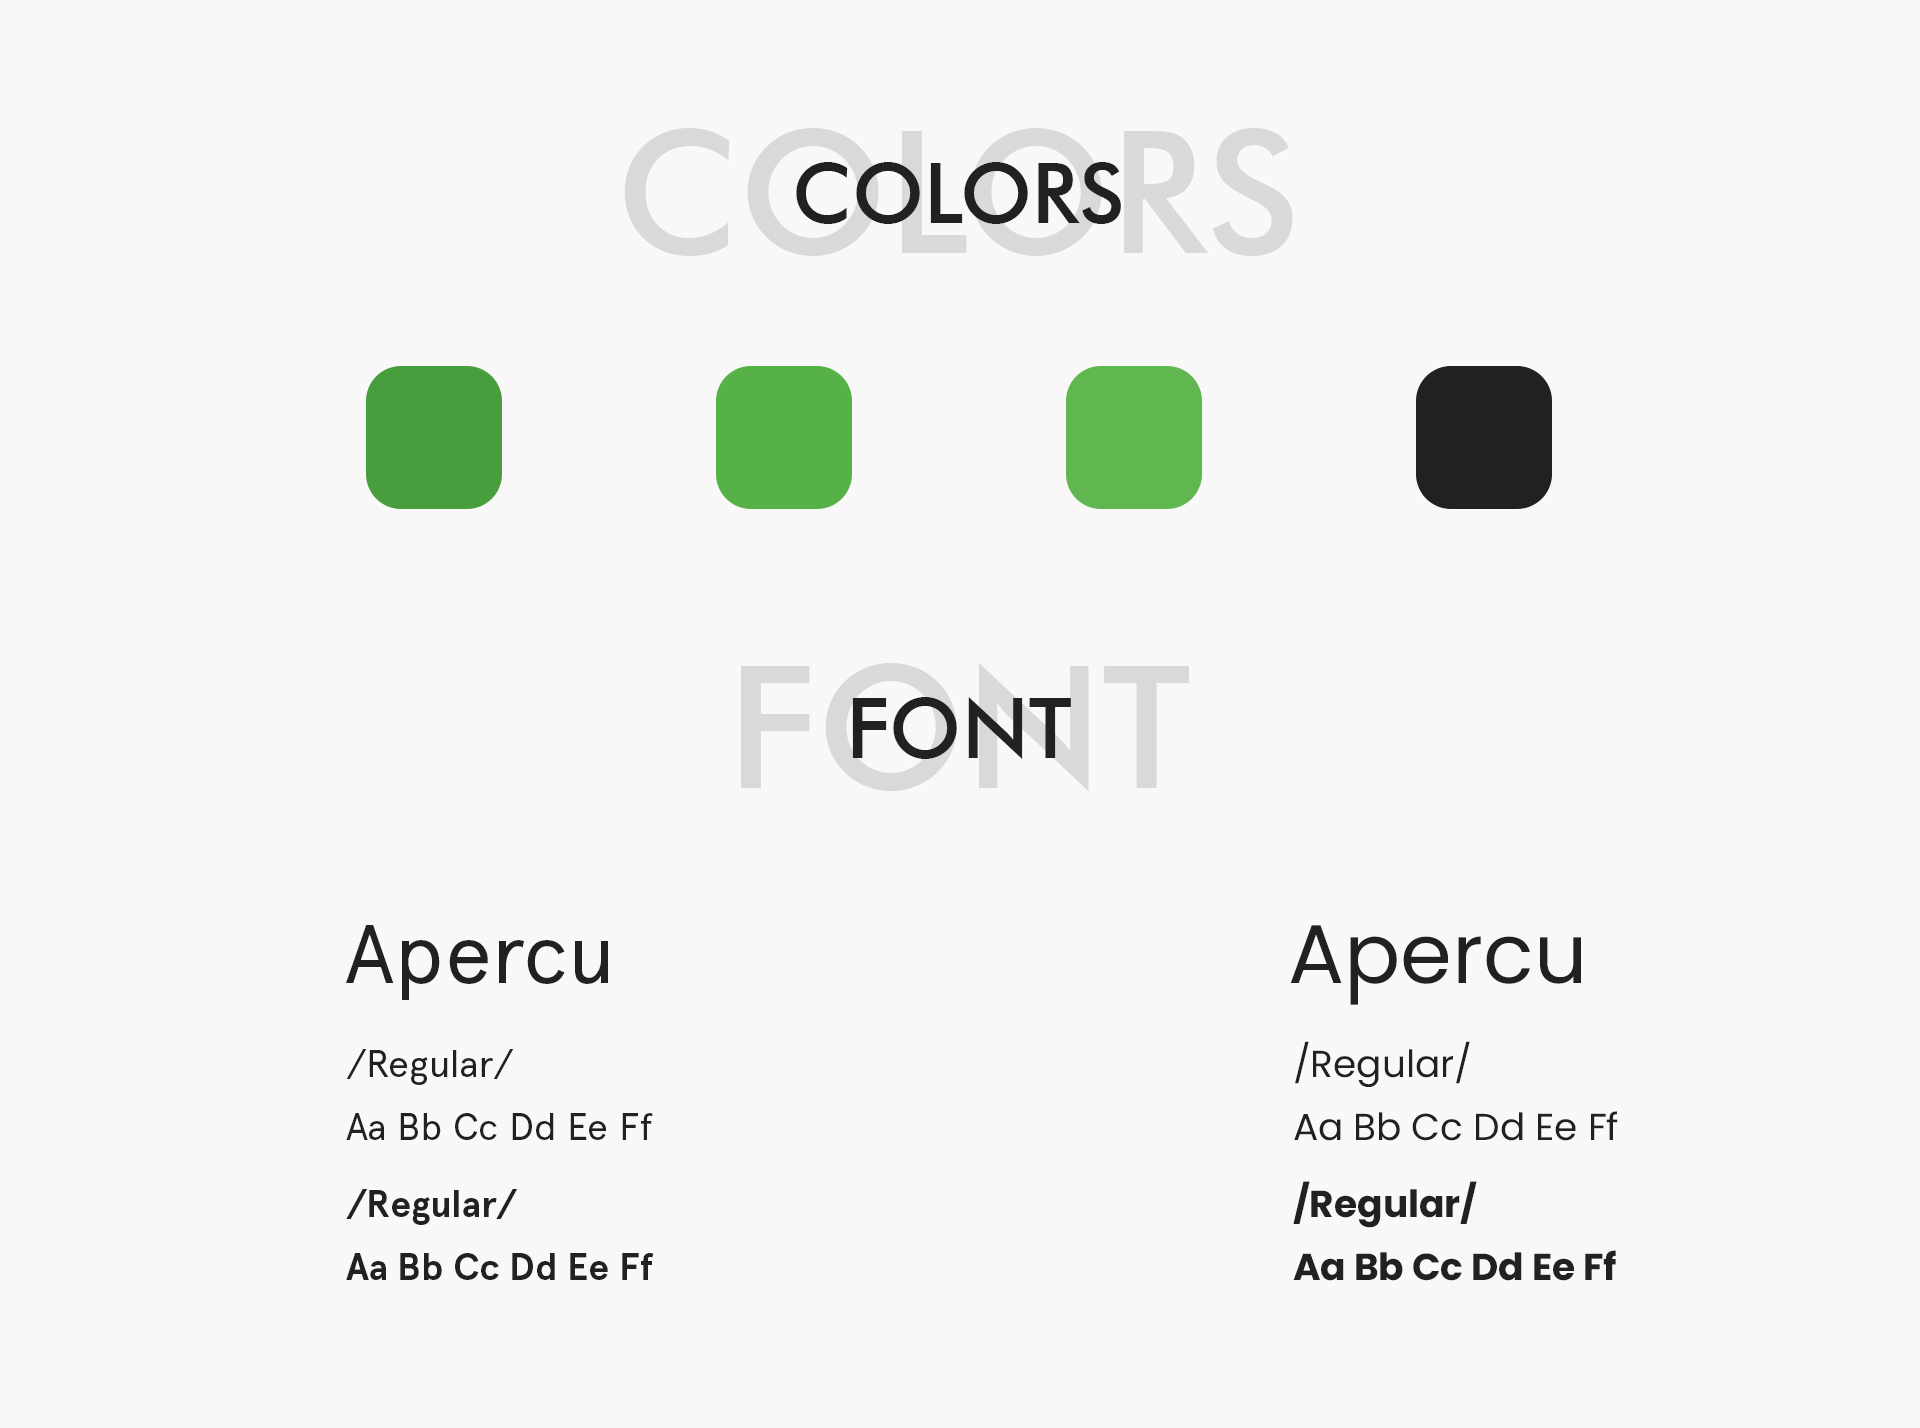 COLORS
COLORS
FONT
FONT
Apercu
/Regular/
Aa Bb Cc Dd Ee Ff
/Regular/
Aa Bb Cc Dd Ee Ff
Apercu
/Regular/
Aa Bb Cc Dd Ee Ff
/Regular/
Aa Bb Cc Dd Ee Ff